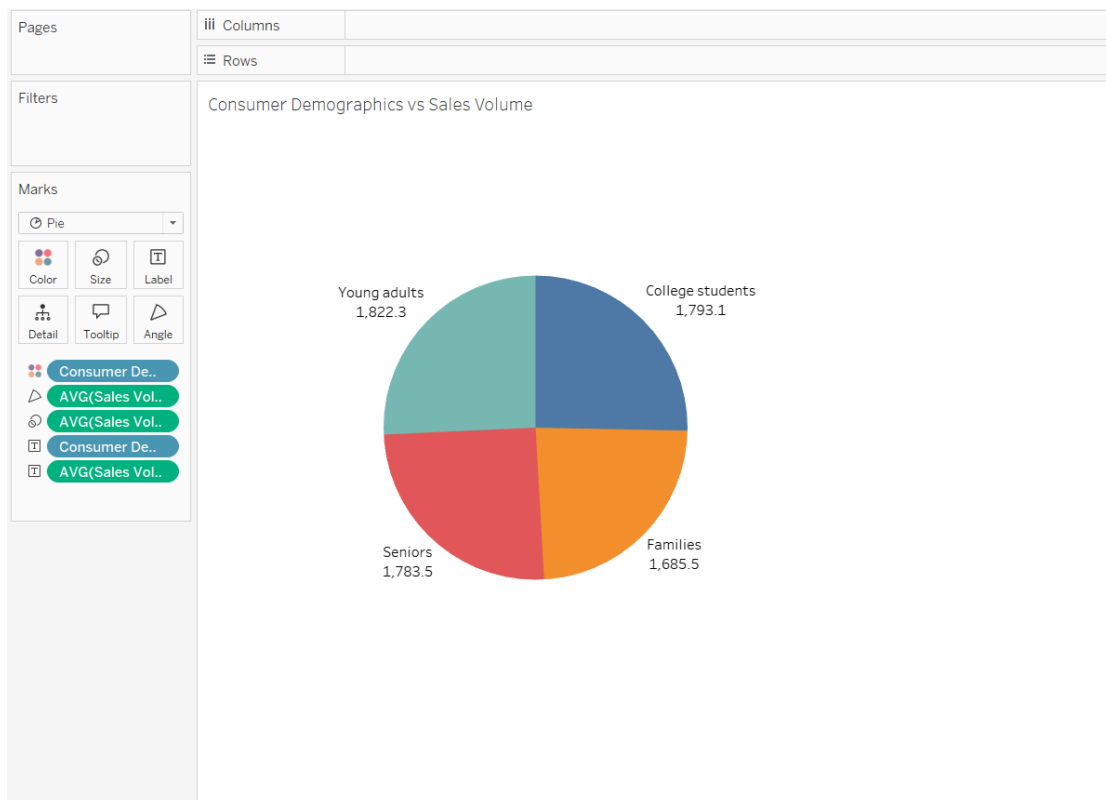 Pages
Columns
Rows
Filters
Consumer Demographics vs Sales Volume
Marks
Pie
Color
Size
Label
Detail
Tooltip
Angle
Consumer De..
AVG(Sales Vol..
AVG(Sales Vol..
Consumer De..
AVG(Sales Vol..
Young adults
1,822.3
College students
1,793.1
Seniors
1,783.5
Families
1,685.5